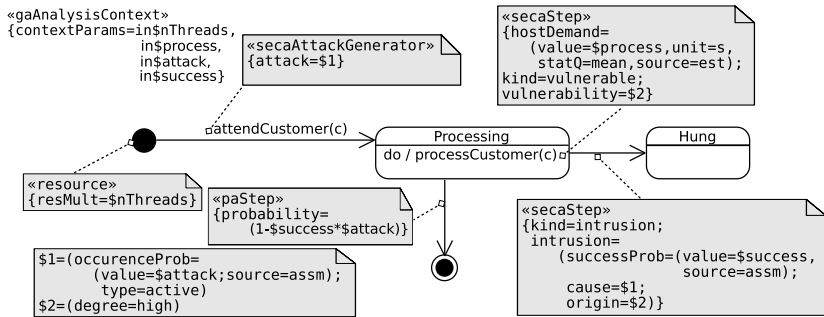 «gaAnalysisContext»
{contextParams=in$nThreads,
in$process,
in$attack,
in$success}
«secaAttackGenerator»
{attack=$1}
«secaStep»
{hostDemand=
(value=$process,unit=s,
statQ=mean,source=est);
kind=vulnerable;
vulnerability=$2}
attendCustomer(c)
Processing
do / processCustomer(c)
Hung
«resource»
{resMult=$nThreads}
«paStep»
{probability=
(1-$success*$attack)}
«secaStep»
{kind=intrusion;
intrusion=
(successProb=(value=$success,
source=assm);
cause=$1;
origin=$2)}
$1=(occurenceProb=
(value=$attack;source=assm);
type=active)
$2=(degree=high)